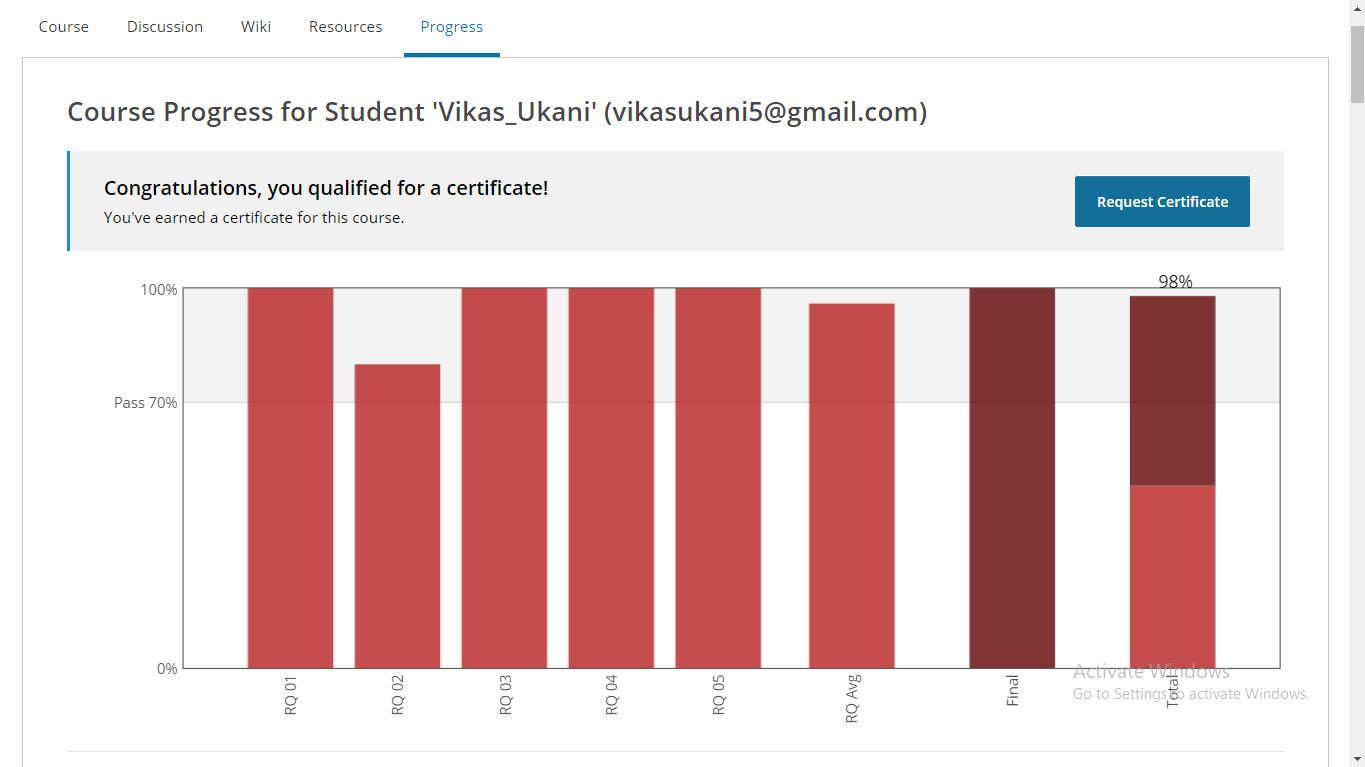 Course Discussion Wiki Resources Progress
Course Progress for Student 'Vikas_Ukani' (vikasukani5@gmail.com)
Congratulations, you qualified for a certificate!
You've earned a certificate for this course.
Request Certificate
98%
100%
Pass 70%
0%
RQ 01 RQ 02 RQ 03 RQ 04 RQ 05 RQ Avg Final Total
Activate Windows
Go to Settings to activate Windows.